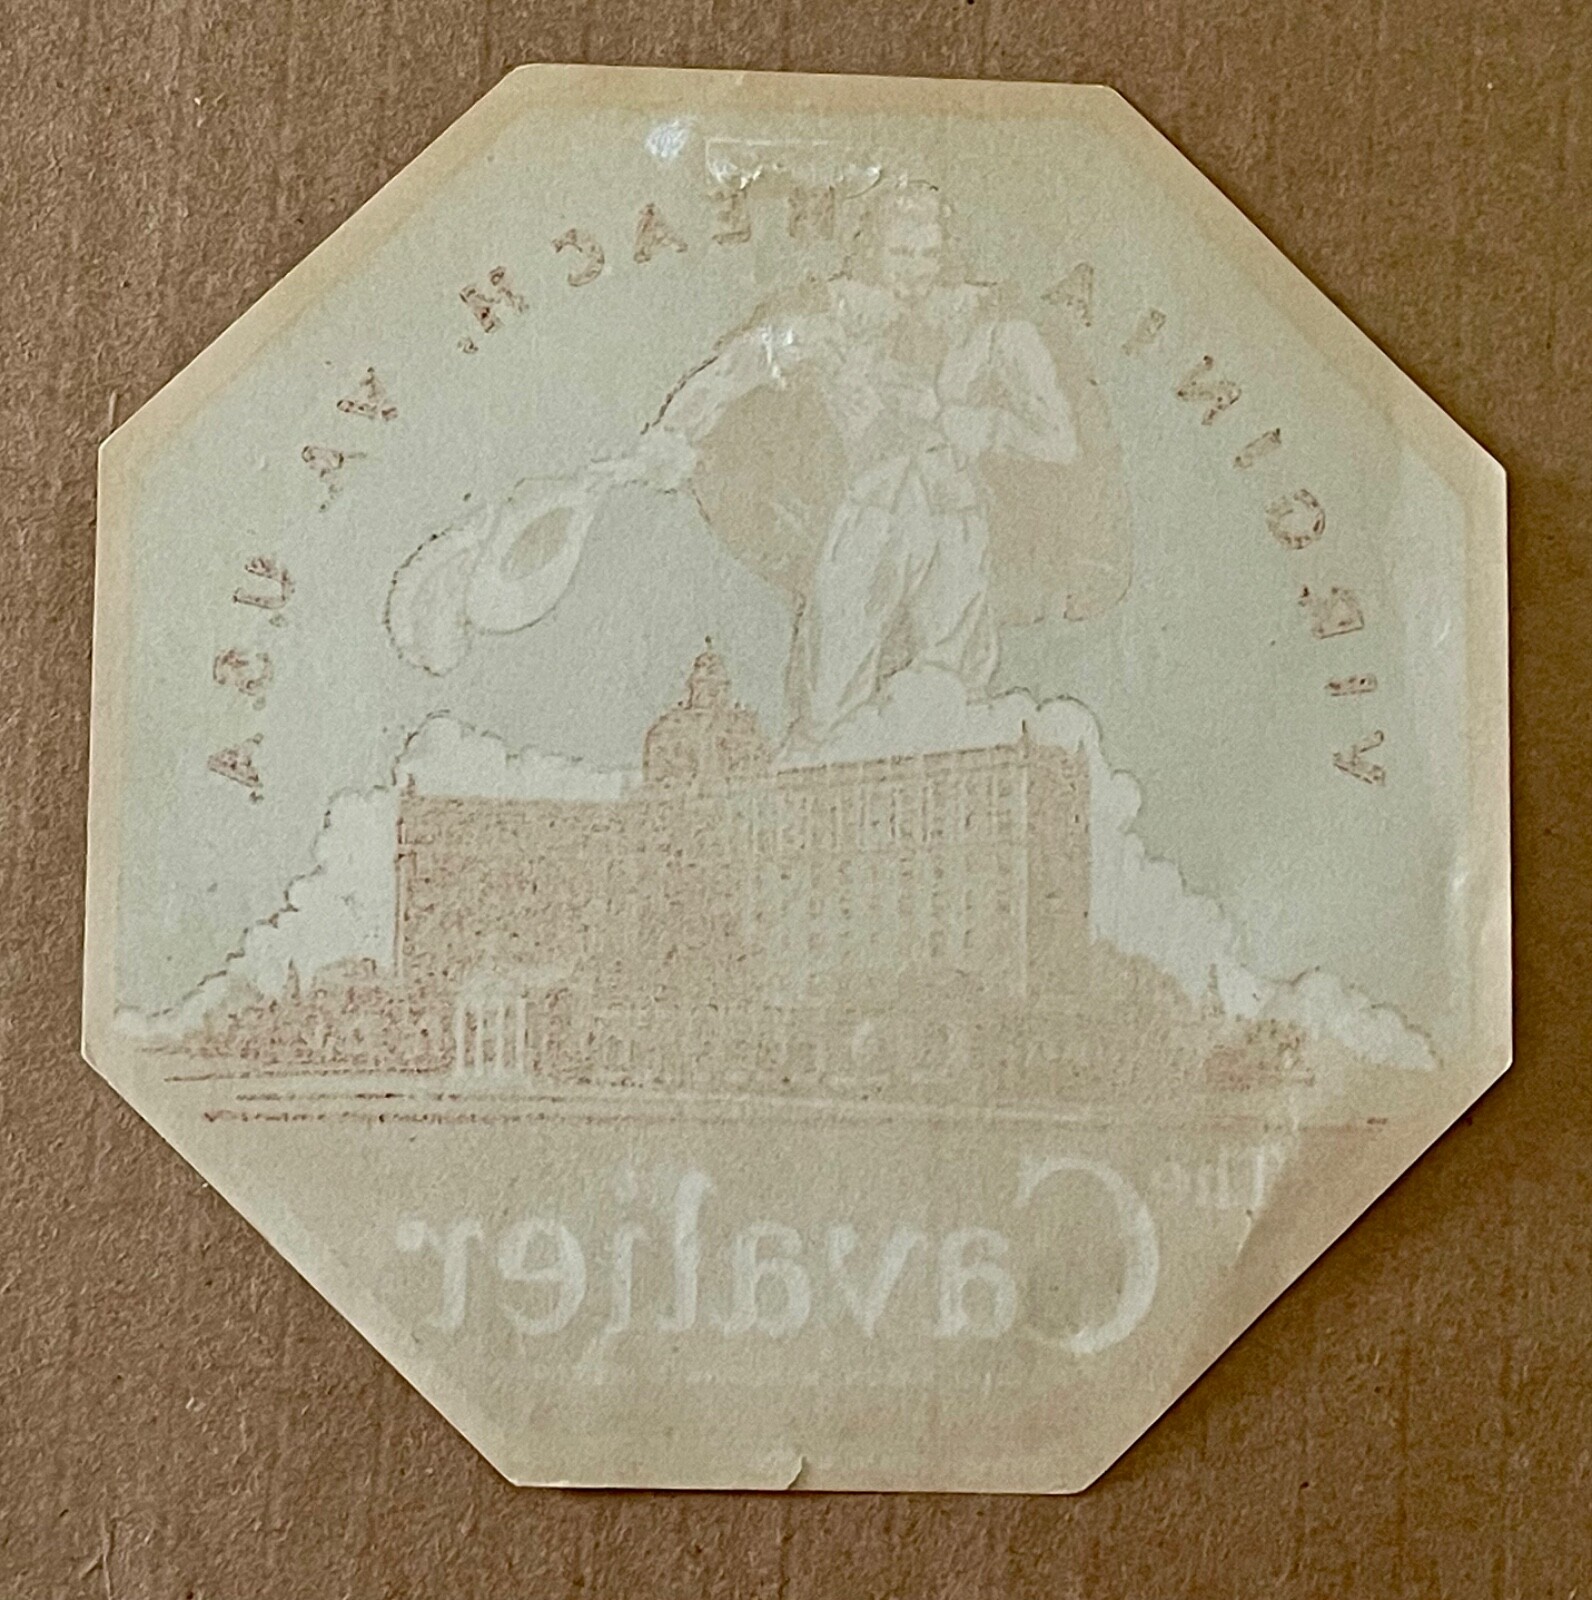 VIRGINIA BEACH, VA. U.S.A.
The
Cavalier